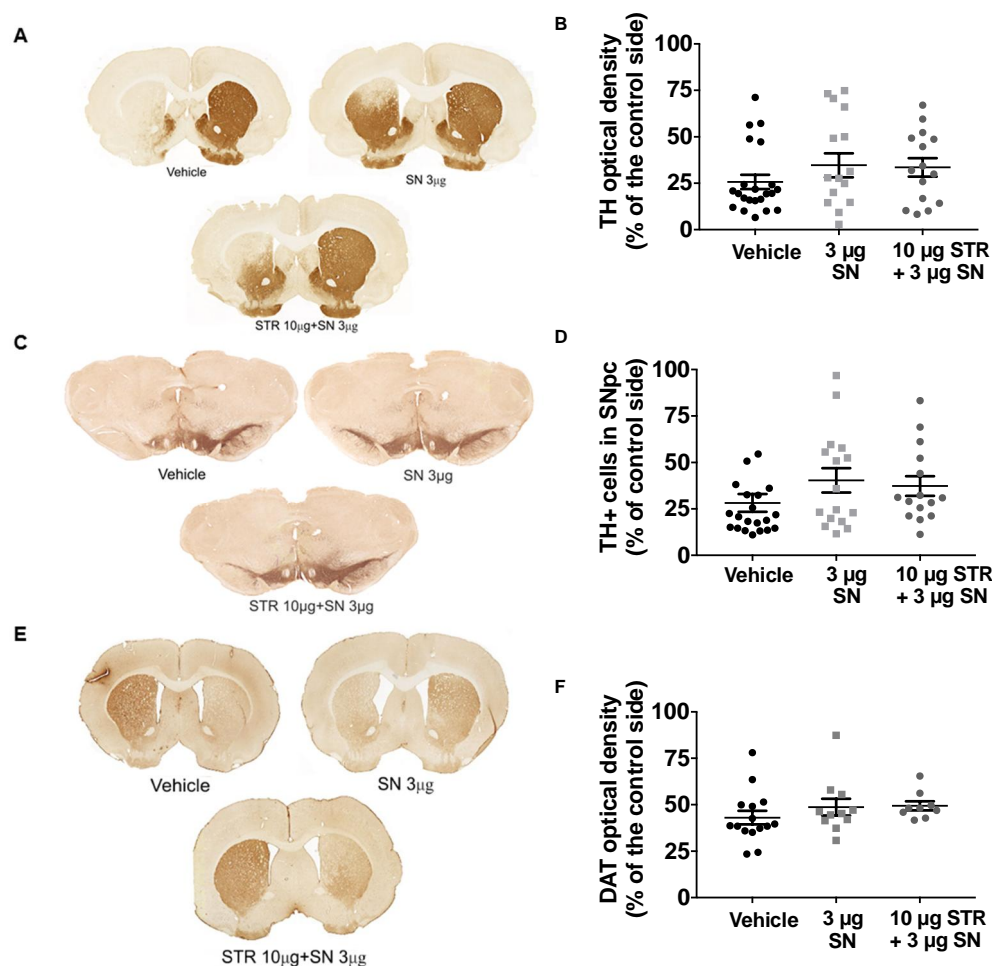 A
Vehicle
SN 3μg
STR 10μg+SN 3μg
B
TH optical density
(% of the control side)
100
75
50
25
0
Vehicle
3 µg
SN
10 µg STR
+ 3 µg SN
C
Vehicle
SN 3μg
STR 10μg+SN 3μg
D
TH+ cells in SNpc
(% of control side)
100
75
50
25
0
Vehicle
3 µg
SN
10 µg STR
+ 3 µg SN
E
Vehicle
SN 3μg
STR 10μg+SN 3μg
F
DAT optical density
(% of the control side)
100
75
50
25
0
Vehicle
3 µg
SN
10 µg STR
+ 3 µg SN